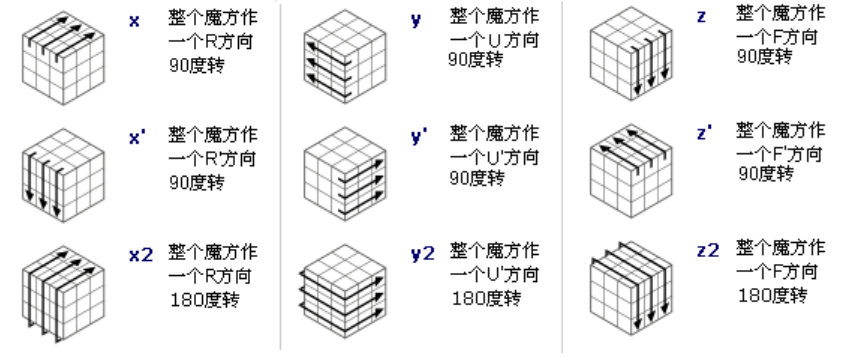 x 整个魔方作
一个R方向
90度转
y 整个魔方作
一个U方向
90度转
z 整个魔方作
一个F方向
90度转
x' 整个魔方作
一个R'方向
90度转
y' 整个魔方作
一个U'方向
90度转
z' 整个魔方作
一个F'方向
90度转
x2 整个魔方作
一个R方向
180度转
y2 整个魔方作
一个U'方向
180度转
z2 整个魔方作
一个F方向
180度转